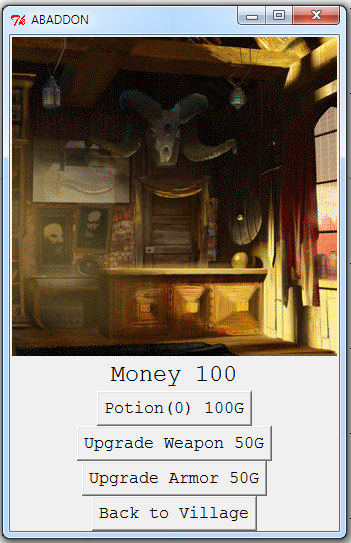 ABADDON
Money 100
Potion(0) 100G
Upgrade Weapon 50G
Upgrade Armor 50G
Back to Village